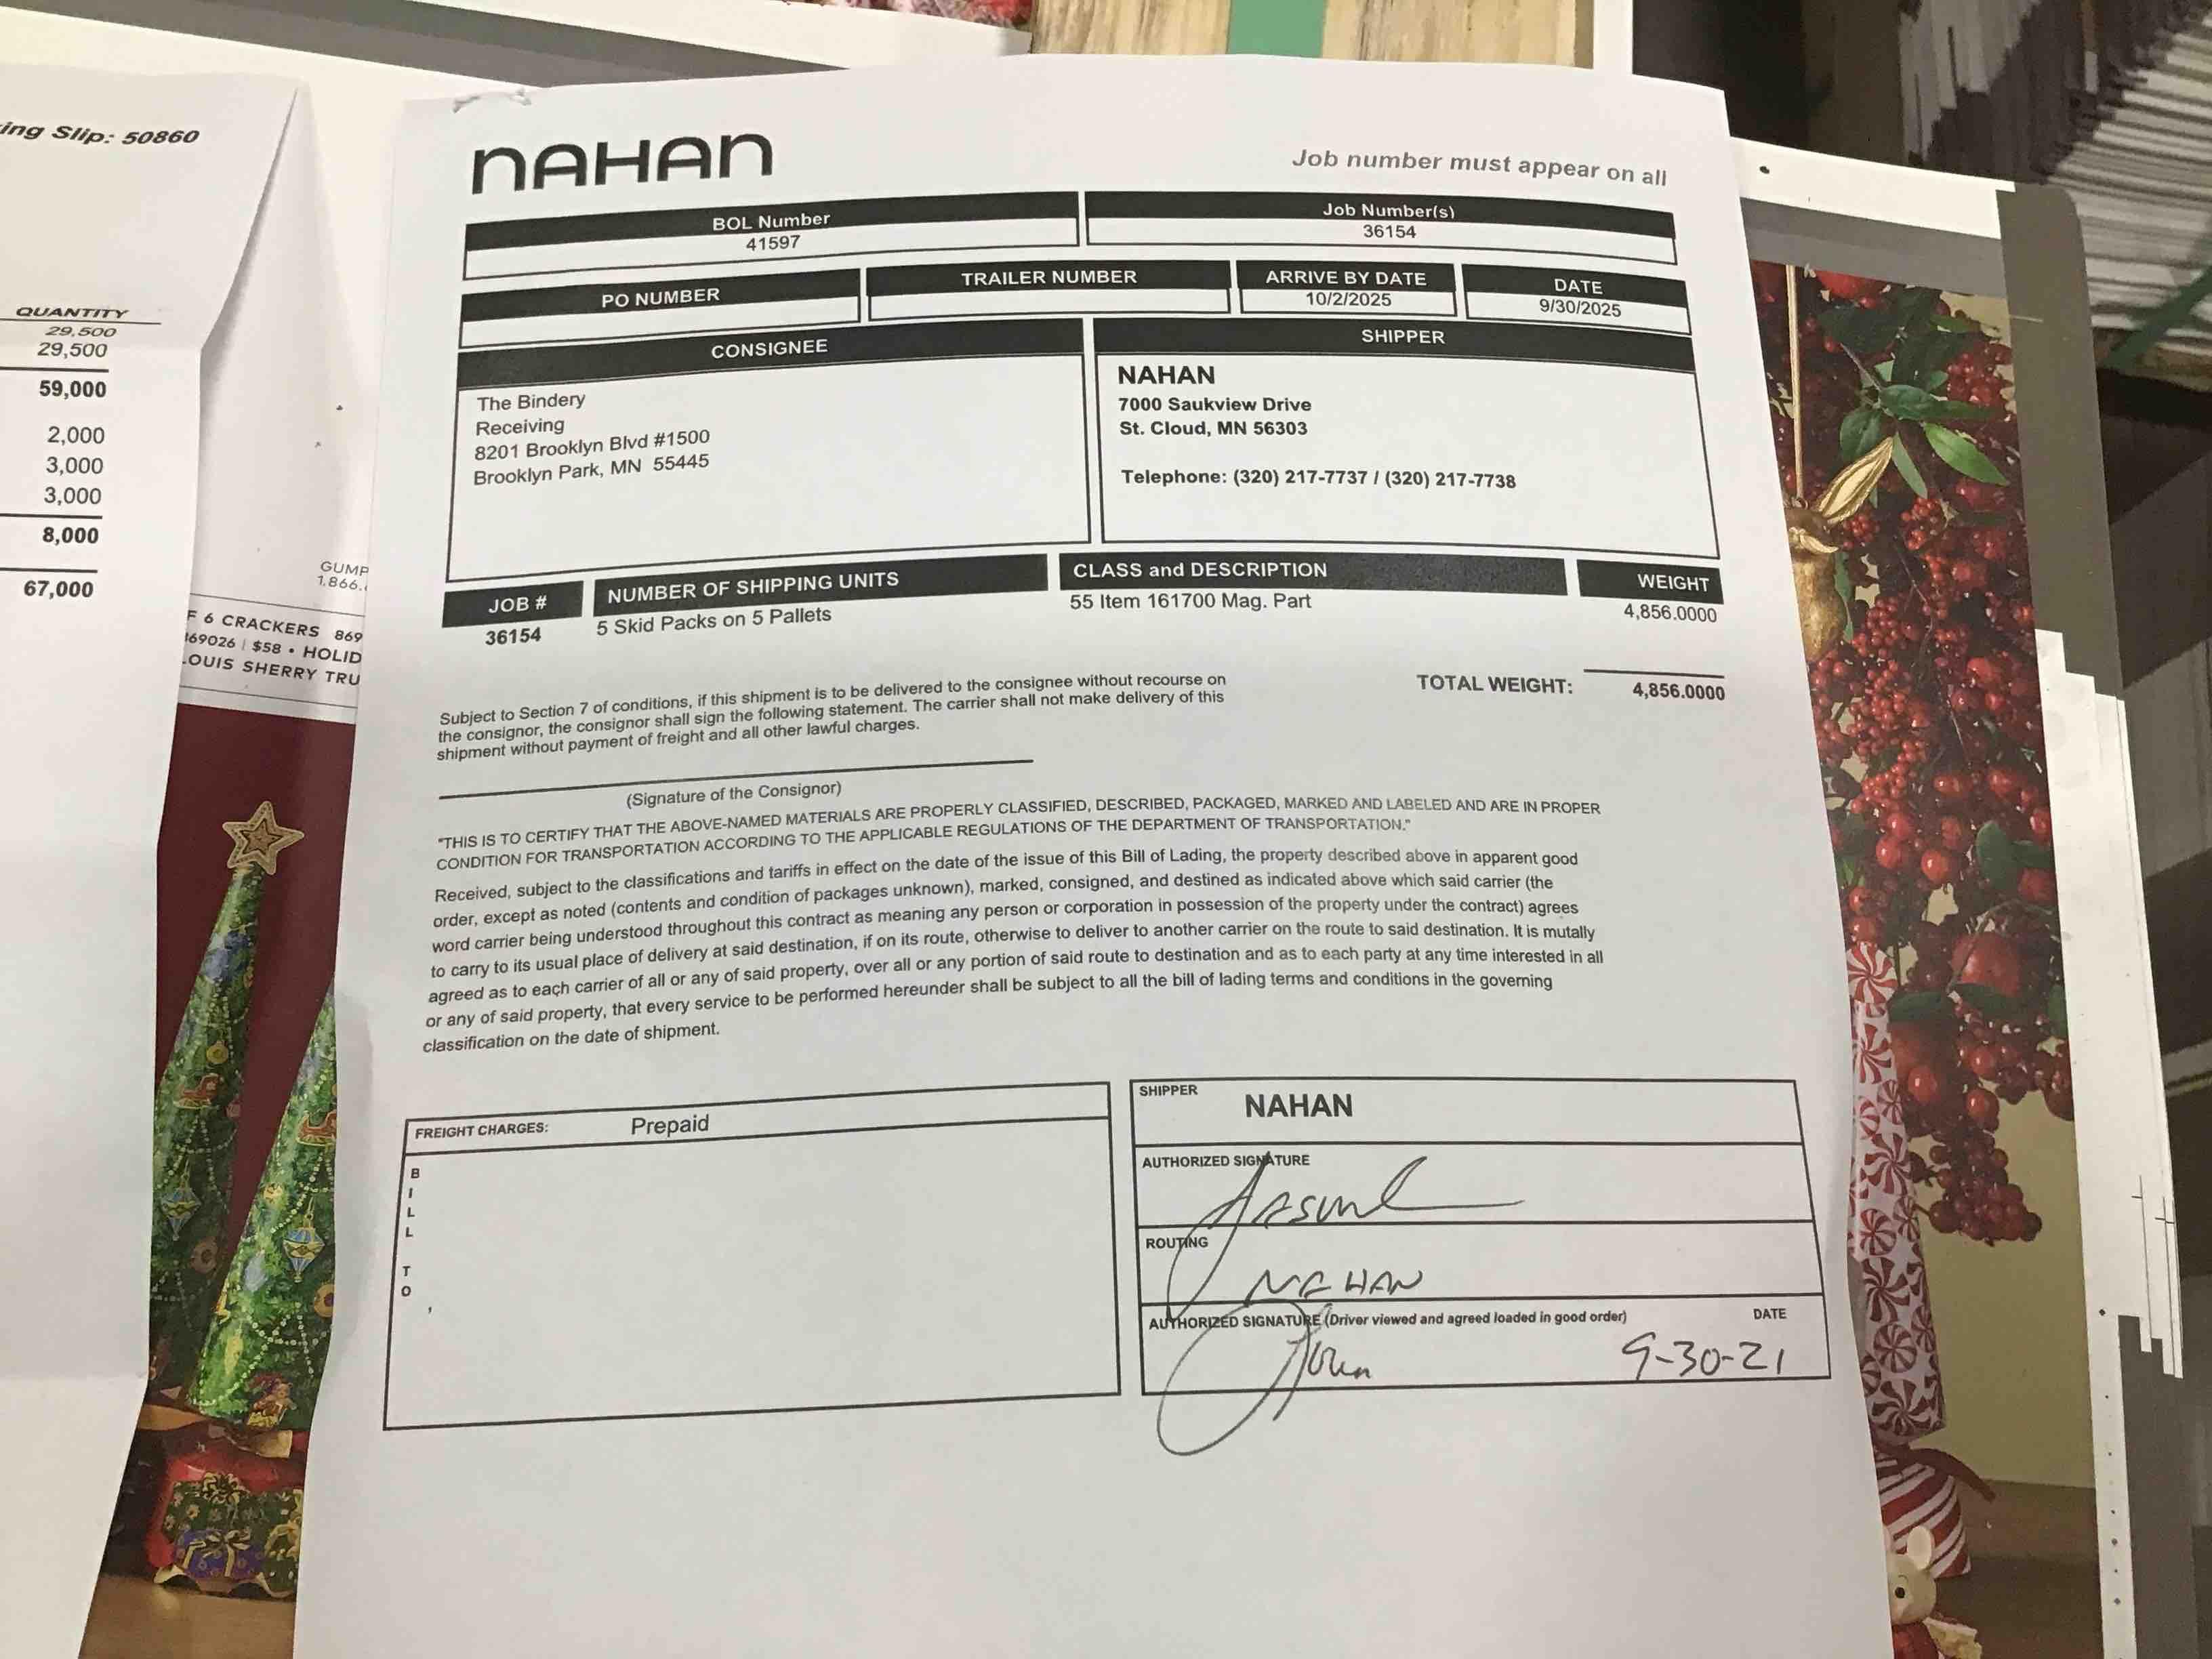 ing Slip: 50860
QUANTITY
29,500
29,500
59,000
2,000
3,000
3,000
8,000
67,000
GUMP
1.866.
F 6 CRACKERS 869
169026 | $58 • HOLID
LOUIS SHERRY TRU
NAHAN
Job number must appear on all
BOL Number
41597
Job Number(s)
36154
PO NUMBER
TRAILER NUMBER
ARRIVE BY DATE
10/2/2025
DATE
9/30/2025
CONSIGNEE
The Bindery
Receiving
8201 Brooklyn Blvd #1500
Brooklyn Park, MN 55445
SHIPPER
NAHAN
7000 Saukview Drive
St. Cloud, MN 56303
Telephone: (320) 217-7737 / (320) 217-7738
JOB # NUMBER OF SHIPPING UNITS CLASS and DESCRIPTION WEIGHT
36154 5 Skid Packs on 5 Pallets 55 Item 161700 Mag. Part 4,856.0000
TOTAL WEIGHT: 4,856.0000
Subject to Section 7 of conditions, if this shipment is to be delivered to the consignee without recourse on
the consignor, the consignor shall sign the following statement. The carrier shall not make delivery of this
shipment without payment of freight and all other lawful charges.
(Signature of the Consignor)
"THIS IS TO CERTIFY THAT THE ABOVE-NAMED MATERIALS ARE PROPERLY CLASSIFIED, DESCRIBED, PACKAGED, MARKED AND LABELED AND ARE IN PROPER
CONDITION FOR TRANSPORTATION ACCORDING TO THE APPLICABLE REGULATIONS OF THE DEPARTMENT OF TRANSPORTATION."
Received, subject to the classifications and tariffs in effect on the date of the issue of this Bill of Lading, the property described above in apparent good
order, except as noted (contents and condition of packages unknown), marked, consigned, and destined as indicated above which said carrier (the
word carrier being understood throughout this contract as meaning any person or corporation in possession of the property under the contract) agrees
to carry to its usual place of delivery at said destination, if on its route, otherwise to deliver to another carrier on the route to said destination. It is mutally
agreed as to each carrier of all or any of said property, over all or any portion of said route to destination and as to each party at any time interested in all
or any of said property, that every service to be performed hereunder shall be subject to all the bill of lading terms and conditions in the governing
classification on the date of shipment.
FREIGHT CHARGES: Prepaid
BILL TO
SHIPPER
NAHAN
AUTHORIZED SIGNATURE
ROUTING
NAHAN
AUTHORIZED SIGNATURE (Driver viewed and agreed loaded in good order) DATE
9-30-21